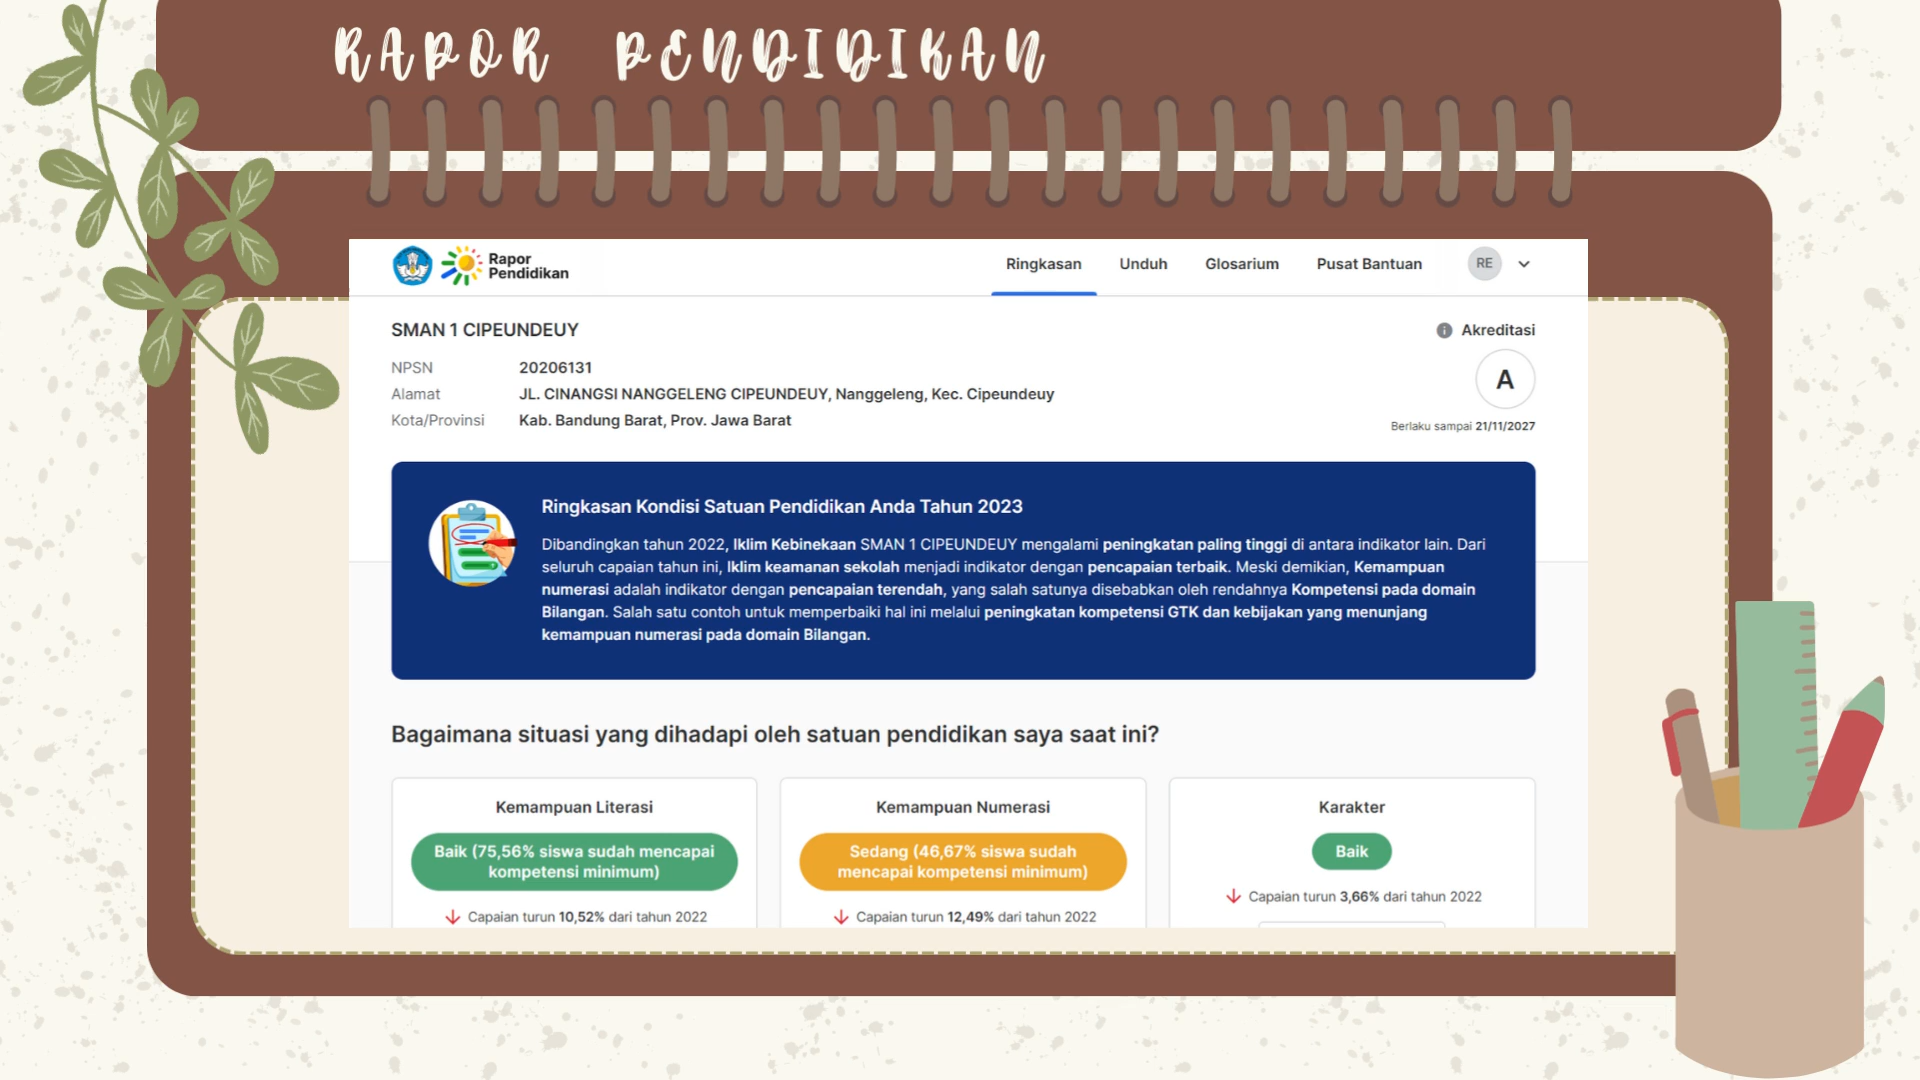 RAPOR PENDIDIKAN
Rapor
Pendidikan
Ringkasan
Unduh
Glosarium
Pusat Bantuan
RE
SMAN 1 CIPEUNDEUY
NPSN 20206131
Alamat JL. CINANGSI NANGGELENG CIPEUNDEUY, Nanggeleng, Kec. Cipeundeuy
Kota/Provinsi Kab. Bandung Barat, Prov. Jawa Barat
Akreditasi
A
Berlaku sampai 21/11/2027
Ringkasan Kondisi Satuan Pendidikan Anda Tahun 2023
Dibandingkan tahun 2022, Iklim Kebinekaan SMAN 1 CIPEUNDEUY mengalami peningkatan paling tinggi di antara indikator lain. Dari
seluruh capaian tahun ini, Iklim keamanan sekolah menjadi indikator dengan pencapaian terbaik. Meski demikian, Kemampuan
numerasi adalah indikator dengan pencapaian terendah, yang salah satunya disebabkan oleh rendahnya Kompetensi pada domain
Bilangan. Salah satu contoh untuk memperbaiki hal ini melalui peningkatan kompetensi GTK dan kebijakan yang menunjang
kemampuan numerasi pada domain Bilangan.
Bagaimana situasi yang dihadapi oleh satuan pendidikan saya saat ini?
Kemampuan Literasi
Baik (75,56% siswa sudah mencapai
kompetensi minimum)
Capaian turun 10,52% dari tahun 2022
Kemampuan Numerasi
Sedang (46,67% siswa sudah
mencapai kompetensi minimum)
Capaian turun 12,49% dari tahun 2022
Karakter
Baik
Capaian turun 3,66% dari tahun 2022